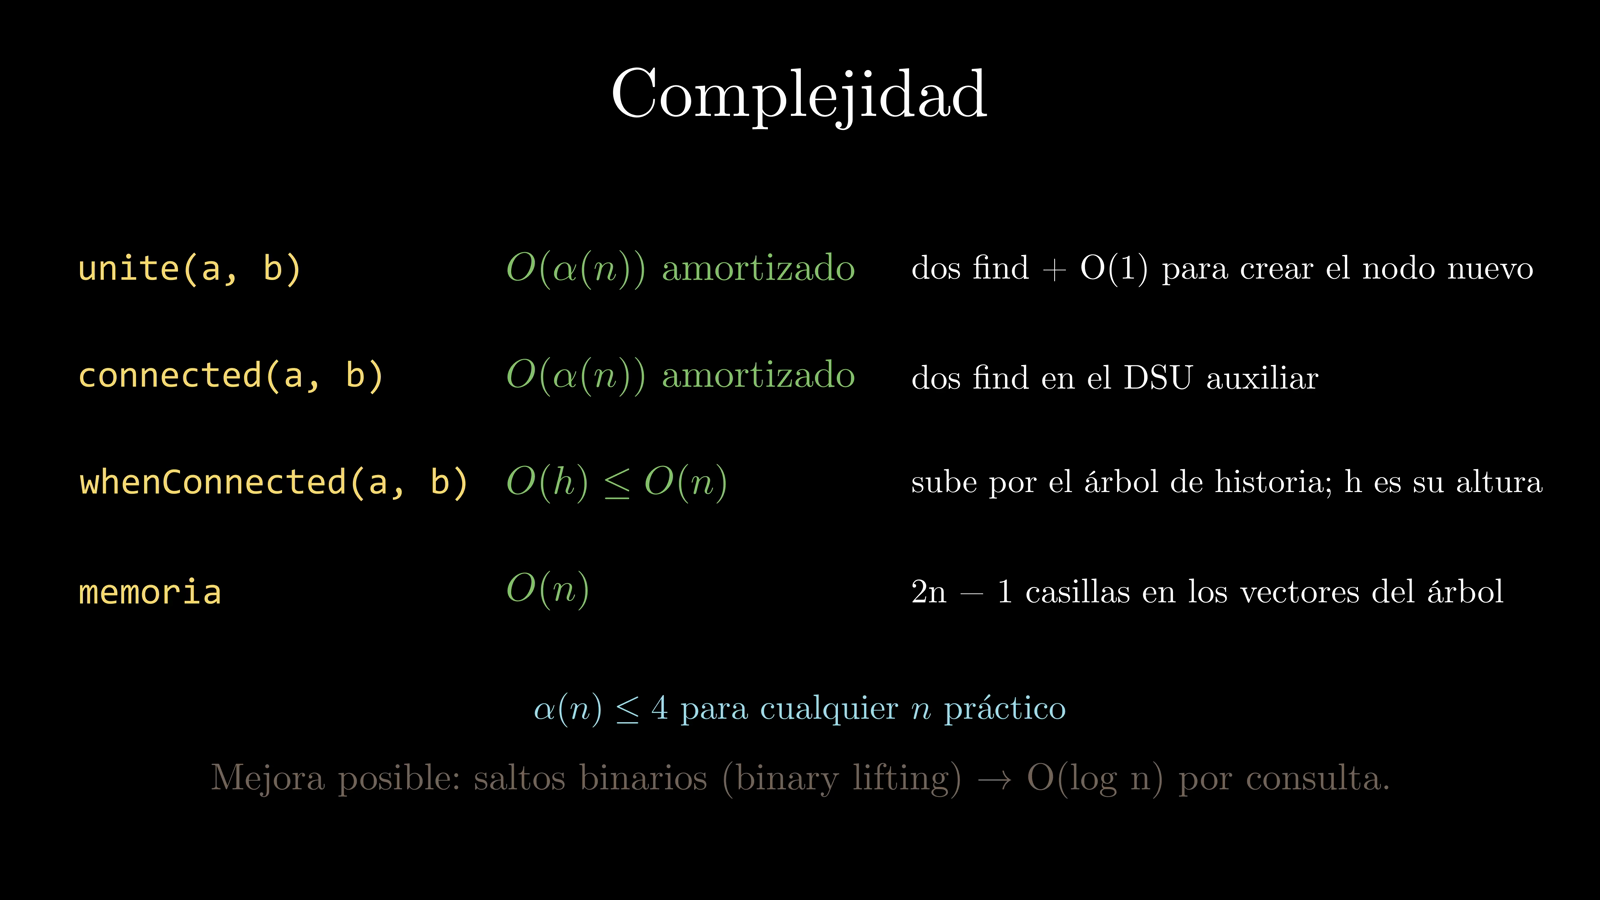 Complejidad
unite(a, b) O(α(n)) amortizado dos find + O(1) para crear el nodo nuevo
connected(a, b) O(α(n)) amortizado dos find en el DSU auxiliar
whenConnected(a, b) O(h) ≤ O(n) sube por el árbol de historia; h es su altura
memoria O(n) 2n − 1 casillas en los vectores del árbol
α(n) ≤ 4 para cualquier n práctico
Mejora posible: saltos binarios (binary lifting) → O(log n) por consulta.